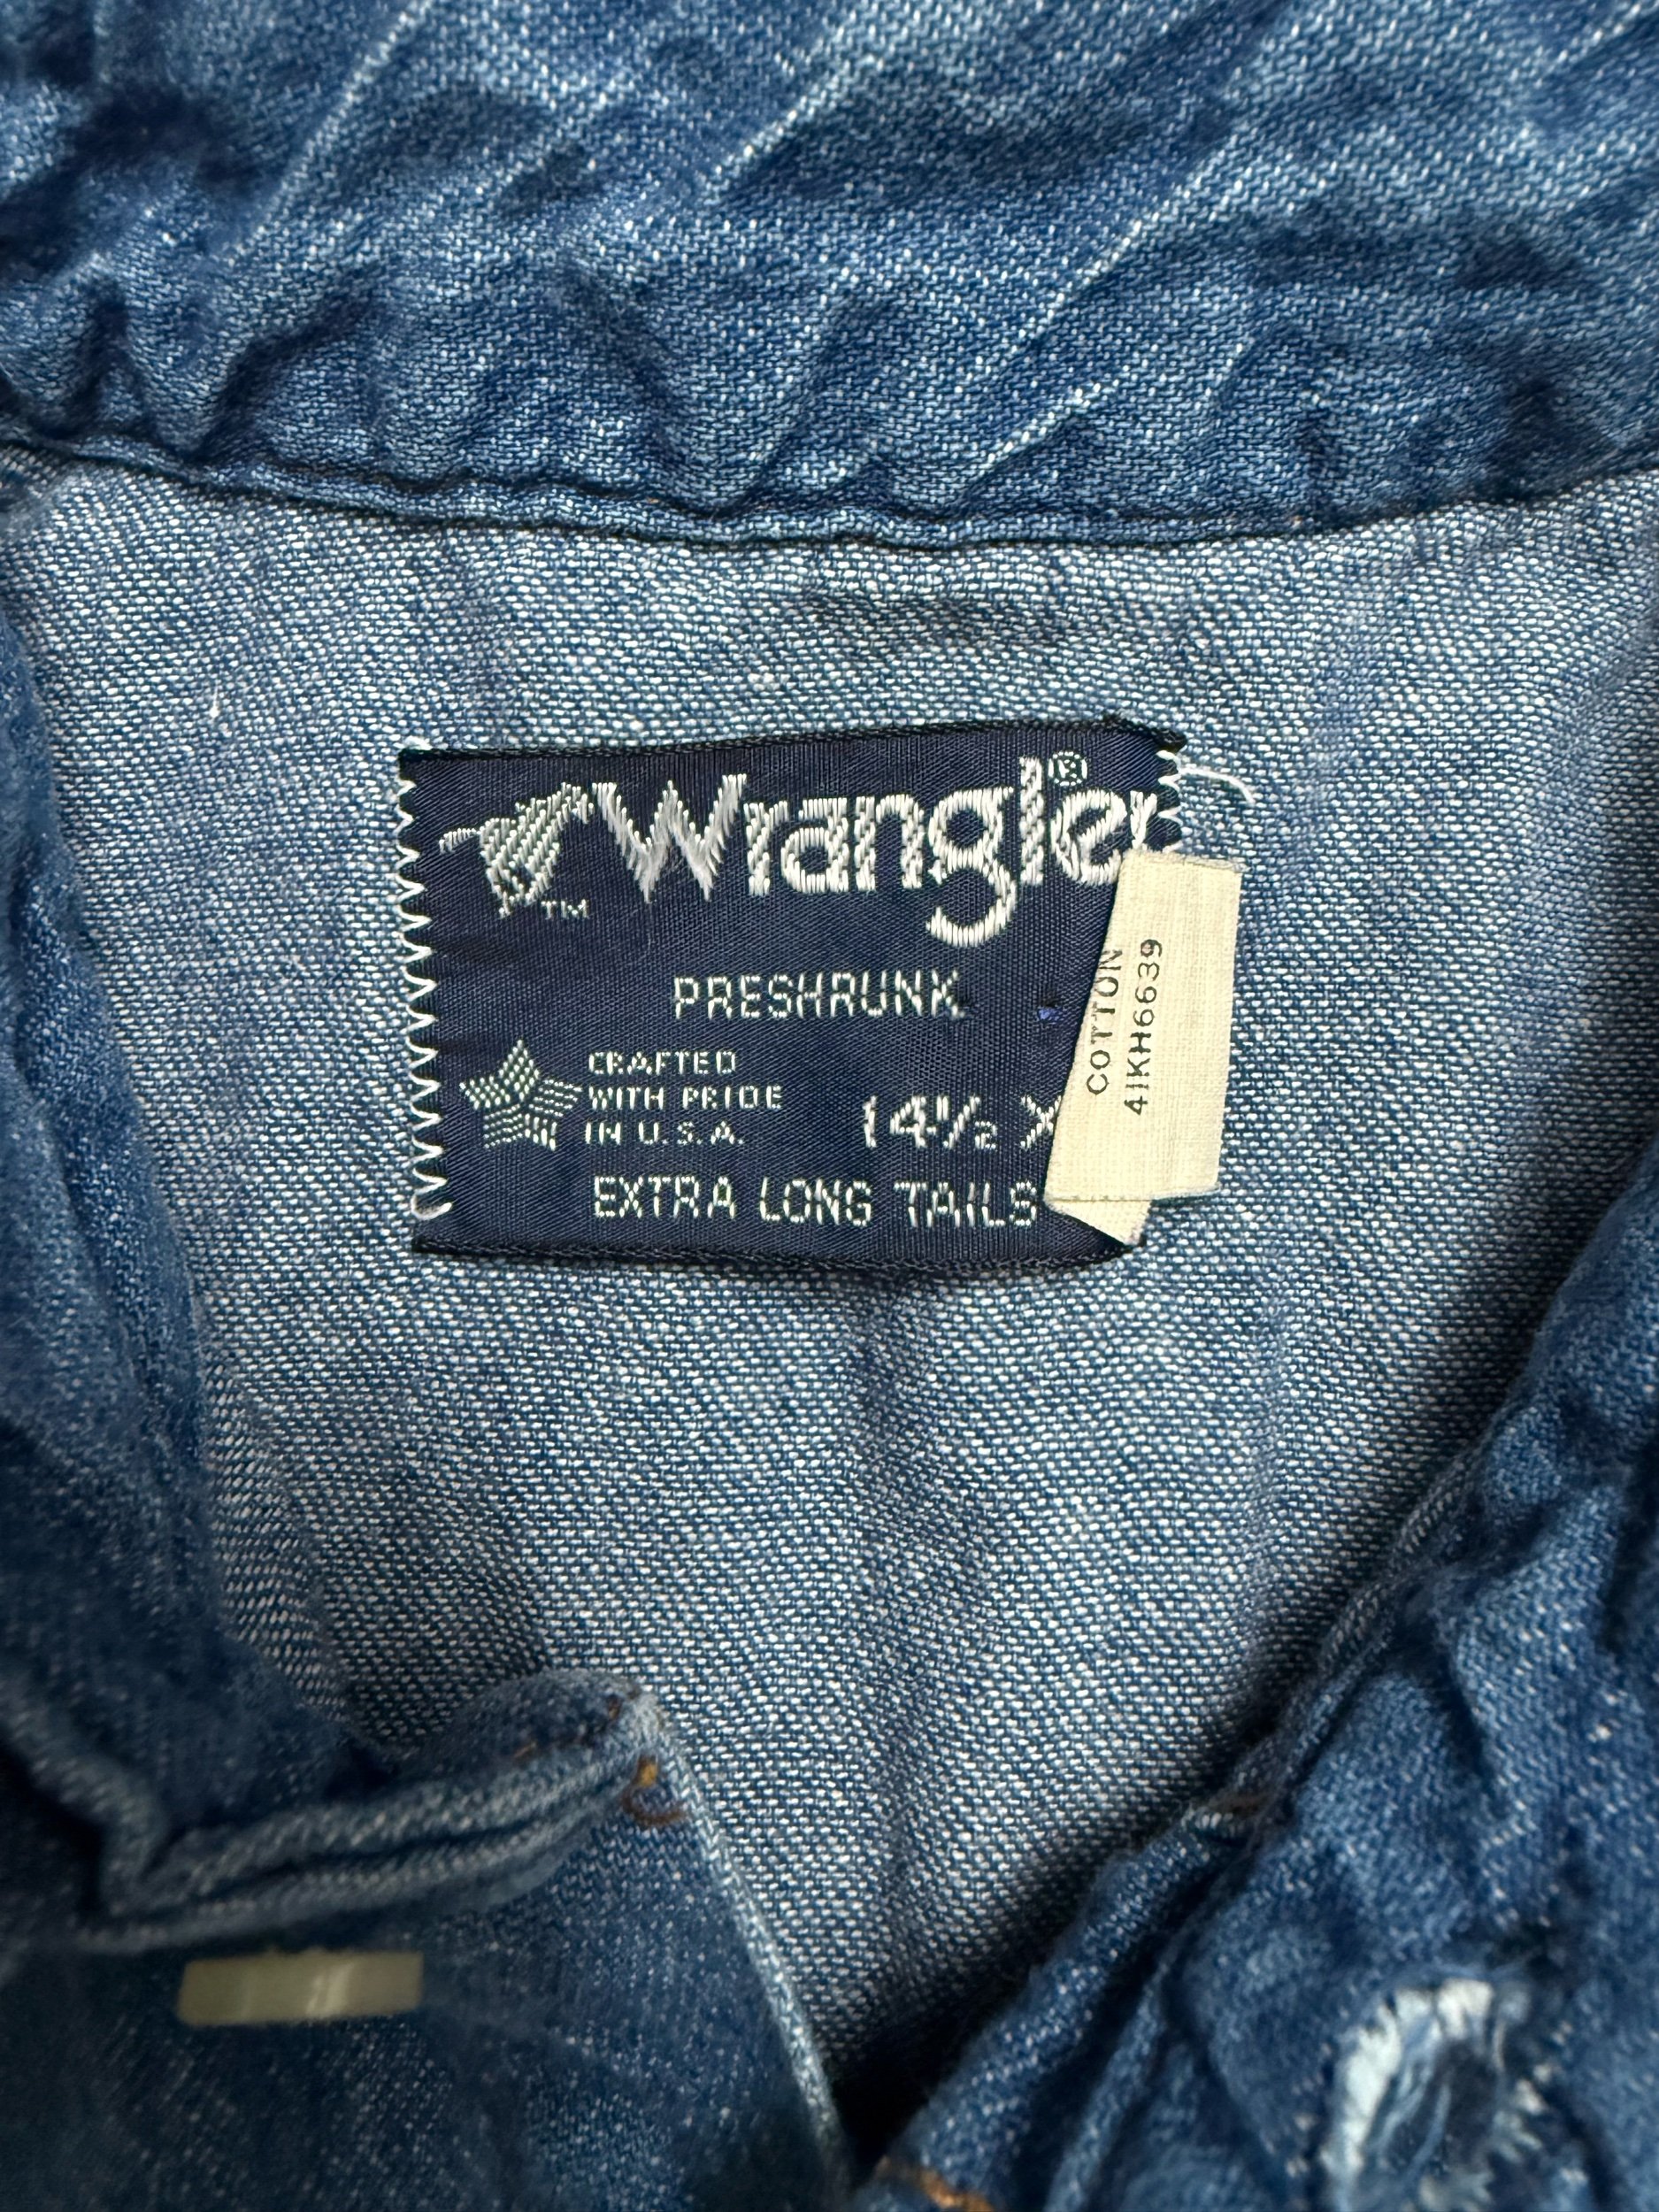 Wrangler®
TM
PRESHRUNK
CRAFTED
WITH PRIDE
IN U.S.A.
14½ X
EXTRA LONG TAILS
COTTON
41KH6639